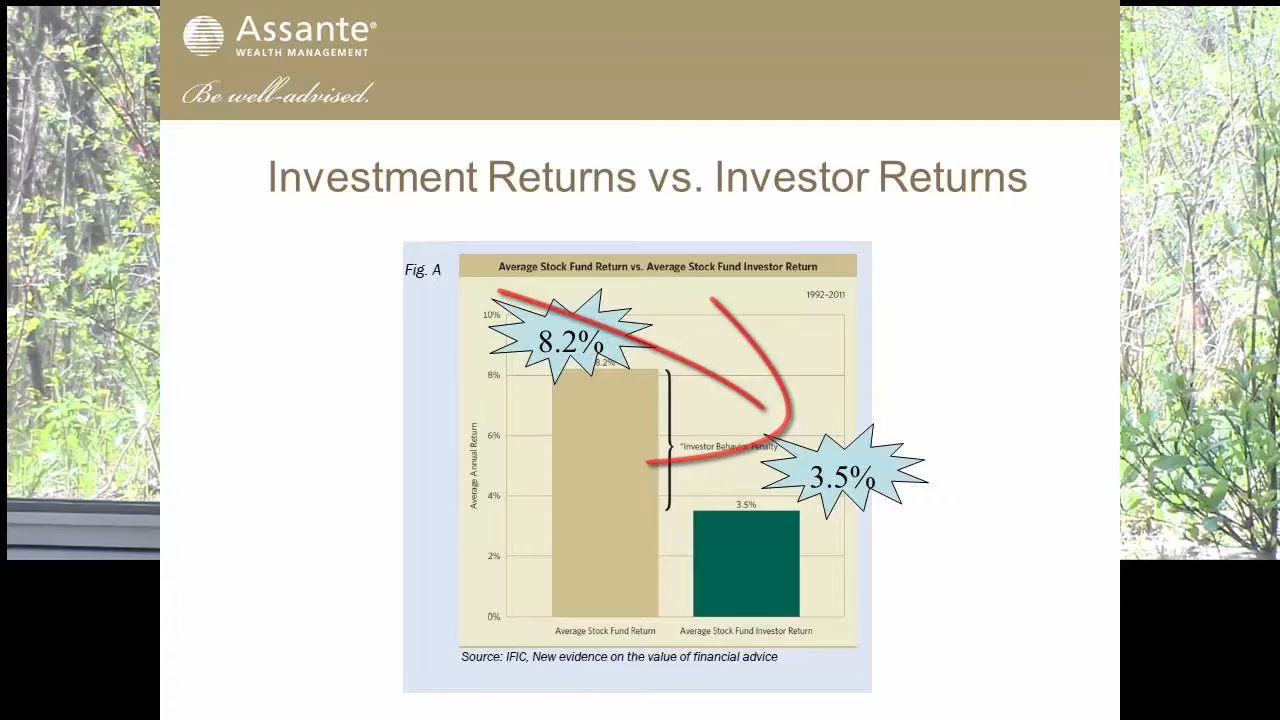 Assante®
WEALTH MANAGEMENT
Be well-advised.
Investment Returns vs. Investor Returns
Fig. A
Average Stock Fund Return vs. Average Stock Fund Investor Return
1992-2011
10%
8.2%
8.2%
8%
6%
"Investor Behavior Penalty
3.5%
4%
3.5%
2%
0%
Average Annual Return
Average Stock Fund Return
Average Stock Fund Investor Return
Source: IFIC, New evidence on the value of financial advice